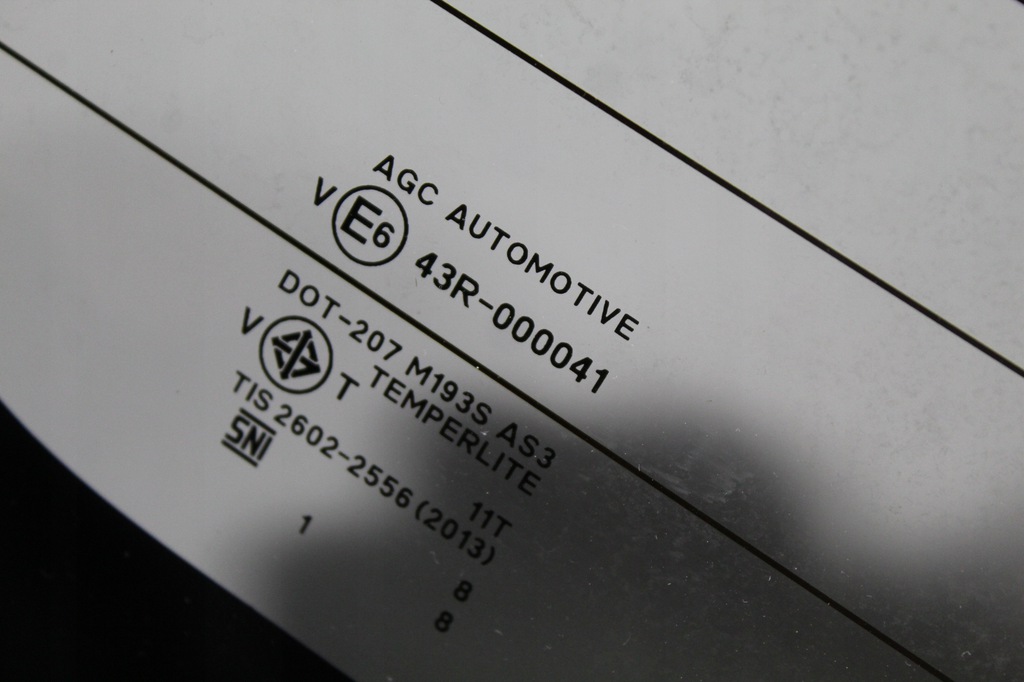 AGC AUTOMOTIVE
V E6 43R-000041
DOT-207 M193S AS3
V T TEMPERLITE
11T
TIS 2602-2556 (2013)
SNI
1 8
8